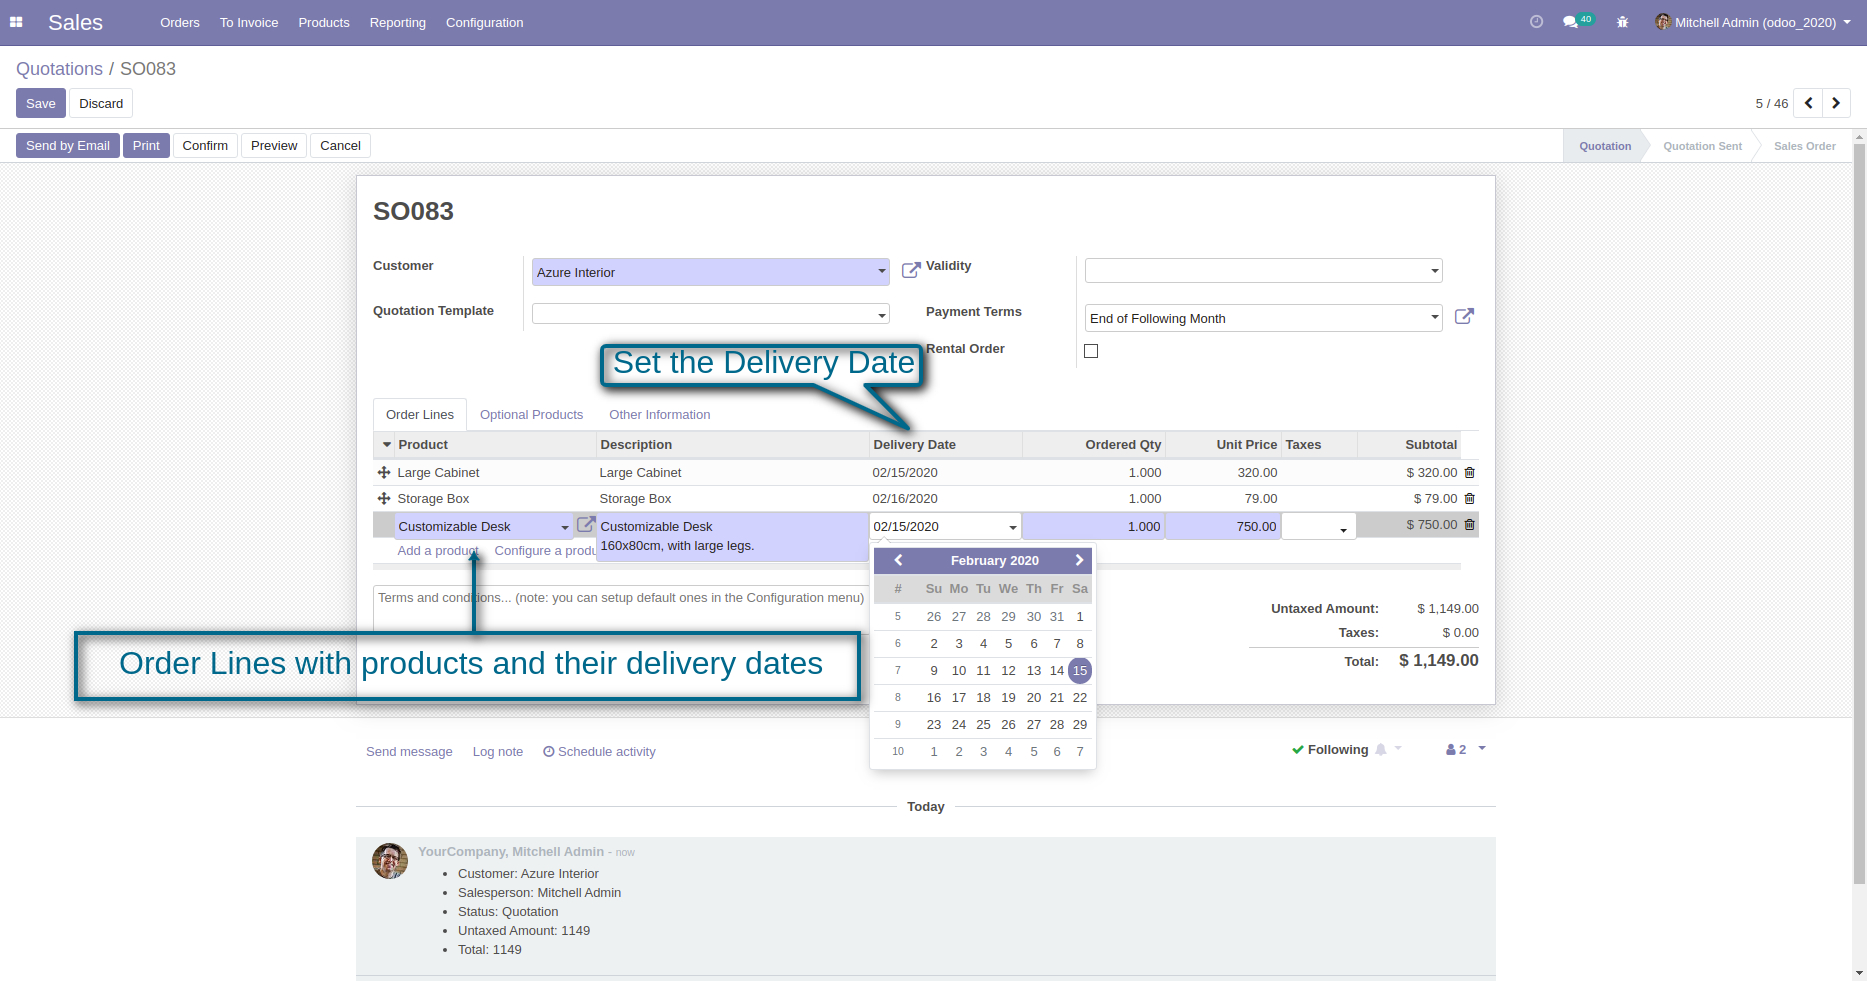 Sales
Orders To Invoice Products Reporting Configuration
40
Mitchell Admin (odoo_2020)
Quotations / SO083
Save Discard
5 / 46
Send by Email Print Confirm Preview Cancel
Quotation Quotation Sent Sales Order
SO083
Customer Azure Interior
Validity
Quotation Template
Payment Terms End of Following Month
Rental Order
Set the Delivery Date
Order Lines Optional Products Other Information
Product Description Delivery Date Ordered Qty Unit Price Taxes Subtotal
Large Cabinet Large Cabinet 02/15/2020 1.000 320.00 $ 320.00
Storage Box Storage Box 02/16/2020 1.000 79.00 $ 79.00
Customizable Desk Customizable Desk 02/15/2020 1.000 750.00 $ 750.00
160x80cm, with large legs.
Add a product Configure a produ
February 2020
# Su Mo Tu We Th Fr Sa
5 26 27 28 29 30 31 1
6 2 3 4 5 6 7 8
7 9 10 11 12 13 14 15
8 16 17 18 19 20 21 22
9 23 24 25 26 27 28 29
10 1 2 3 4 5 6 7
Terms and conditions... (note: you can setup default ones in the Configuration menu)
Untaxed Amount: $ 1,149.00
Taxes: $ 0.00
Total: $ 1,149.00
Order Lines with products and their delivery dates
Send message Log note Schedule activity
Following 2
Today
YourCompany, Mitchell Admin - now
Customer: Azure Interior
Salesperson: Mitchell Admin
Status: Quotation
Untaxed Amount: 1149
Total: 1149